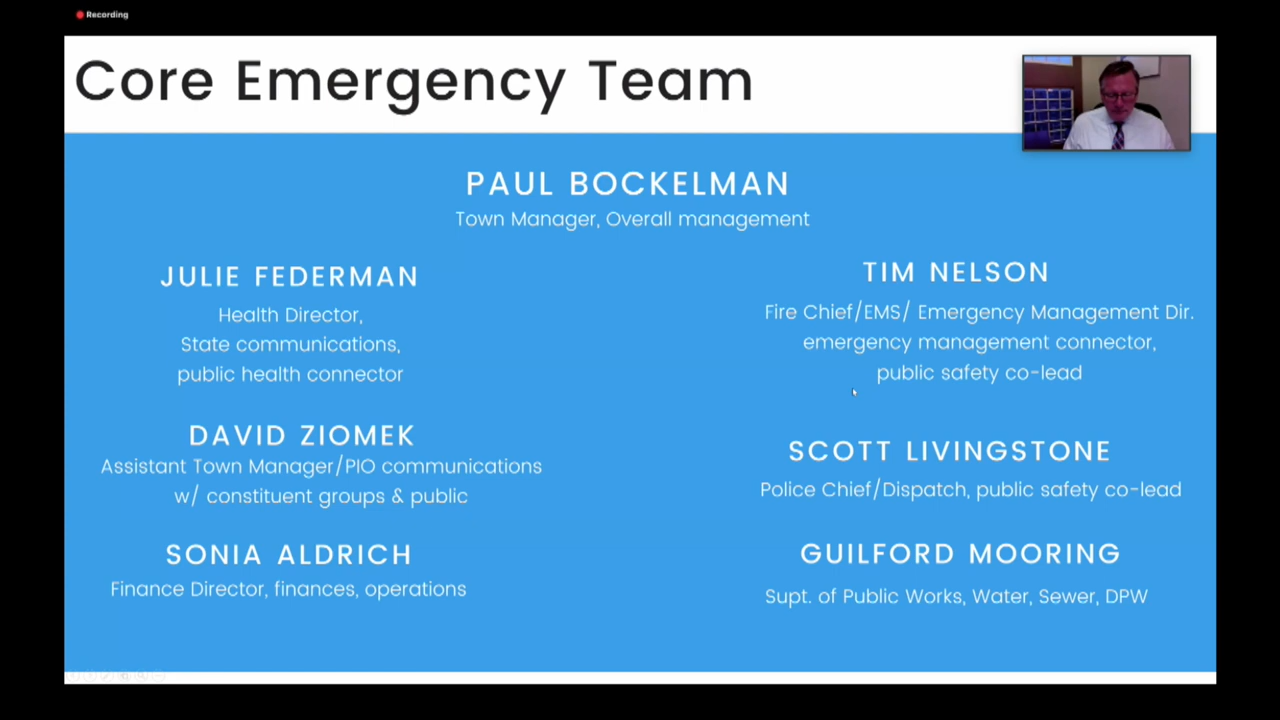 Recording
Core Emergency Team
PAUL BOCKELMAN
Town Manager, Overall management
JULIE FEDERMAN
Health Director,
State communications,
public health connector
DAVID ZIOMEK
Assistant Town Manager/PIO communications
w/ constituent groups & public
SONIA ALDRICH
Finance Director, finances, operations
TIM NELSON
Fire Chief/EMS/ Emergency Management Dir.
emergency management connector,
public safety co-lead
SCOTT LIVINGSTONE
Police Chief/Dispatch, public safety co-lead
GUILFORD MOORING
Supt. of Public Works, Water, Sewer, DPW